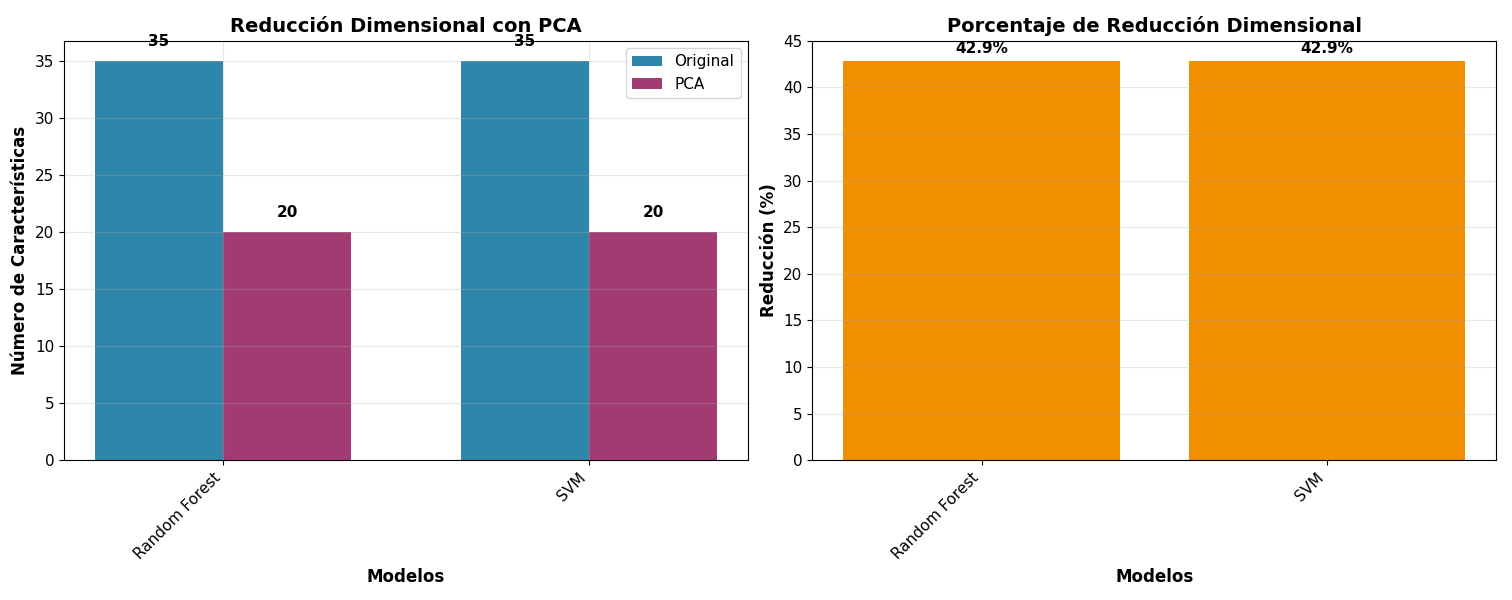 Reducción Dimensional con PCA
35
35
20
20
Original
PCA
35
30
25
20
15
10
5
0
Número de Características
Random Forest
SVM
Modelos
Porcentaje de Reducción Dimensional
42.9%
42.9%
45
40
35
30
25
20
15
10
5
0
Reducción (%)
Random Forest
SVM
Modelos